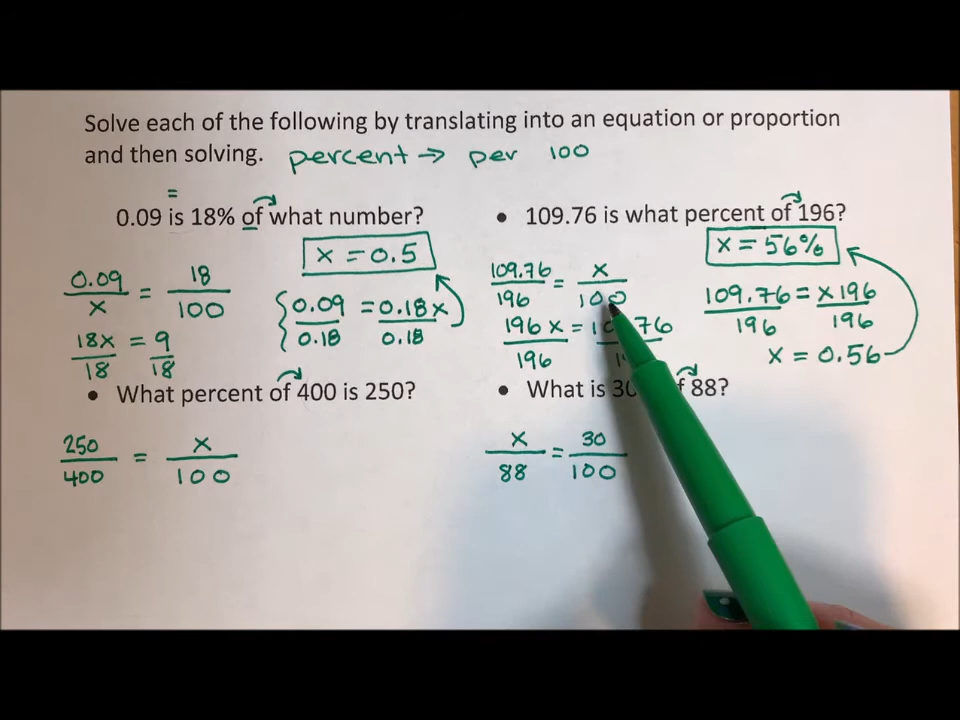 Solve each of the following by translating into an equation or proportion
and then solving. percent → per 100
=
0.09 is 18% of what number?
x = 0.5
0.09 / x = 18 / 100
0.09 / 0.18 = 0.18x / 0.18
18x / 18 = 9 / 18
• 109.76 is what percent of 196?
x = 56%
109.76 / 196 = x / 100
109.76 / 196 = x196 / 196
196x / 196 =
x = 0.56
• What percent of 400 is 250?
250 / 400 = x / 100
• What is 88?
x / 88 = 30 / 100